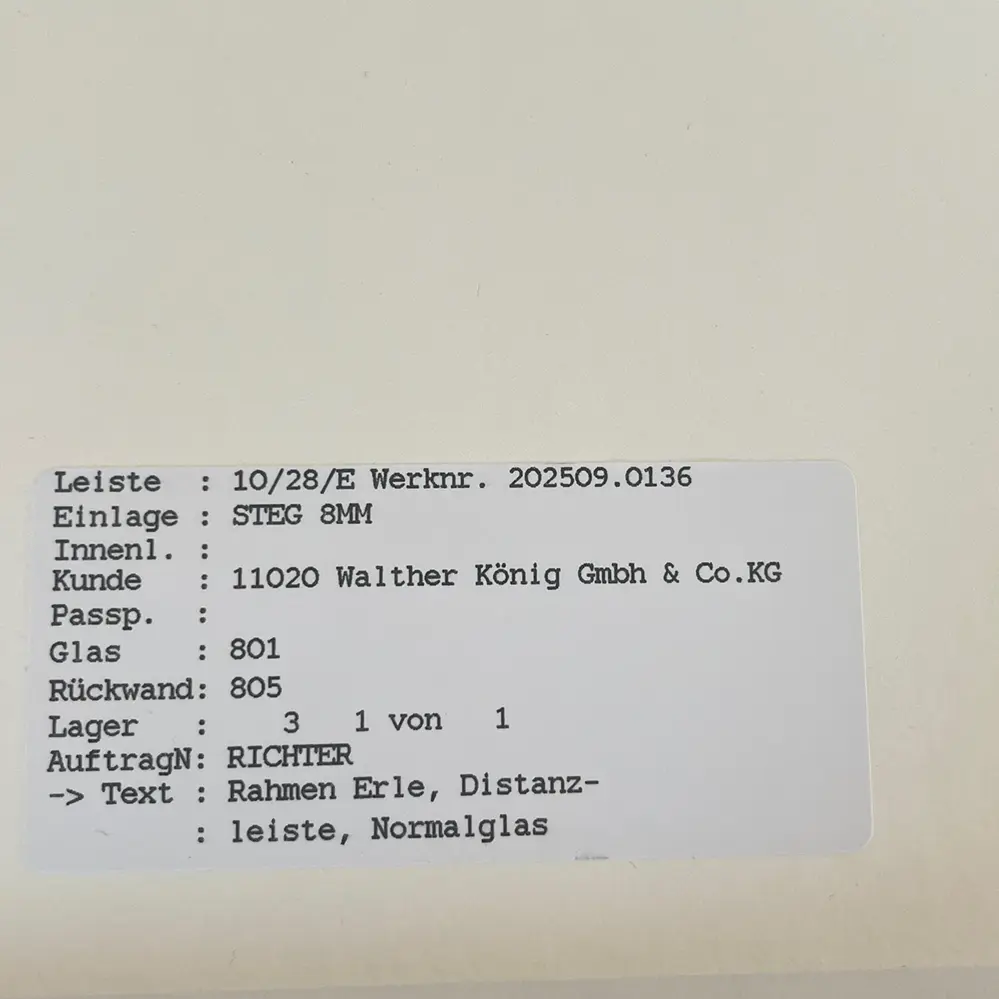 Leiste : 10/28/E Werknr. 202509.0136
Einlage : STEG 8MM
Innenl. :
Kunde : 11020 Walther König Gmbh & Co.KG
Passp. :
Glas : 801
Rückwand: 805
Lager : 3 1 von 1
AuftragN: RICHTER
-> Text : Rahmen Erle, Distanz-
: leiste, Normalglas